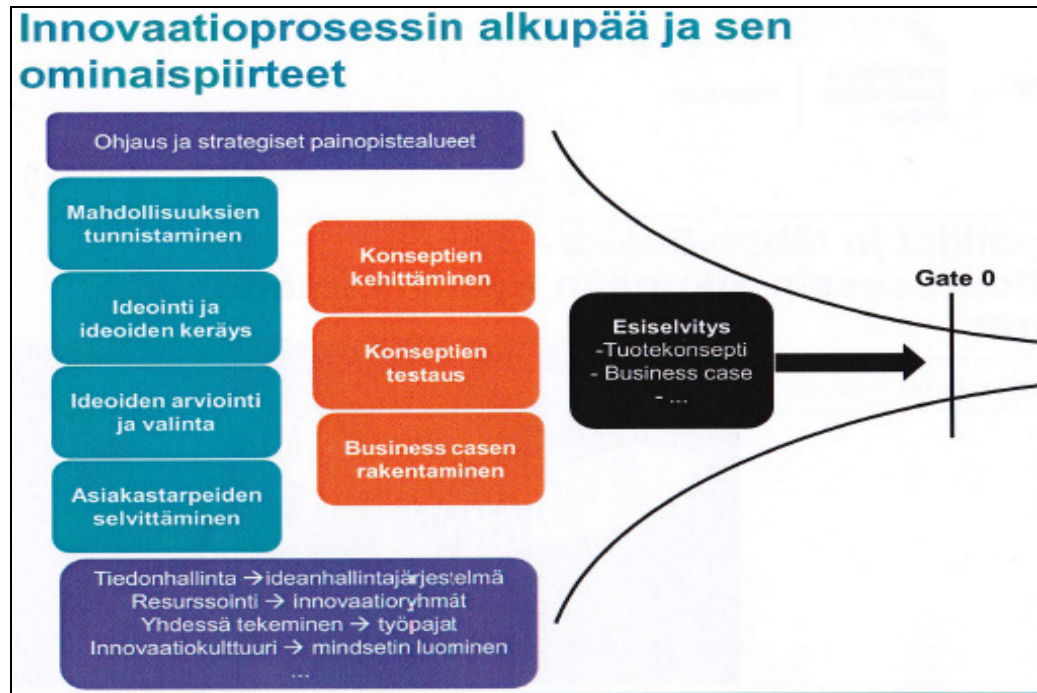 Innovaatioprosessin alkupää ja sen
ominaispiirteet
Ohjaus ja strategiset painopistealueet
Mahdollisuuksien
tunnistaminen
Ideointi ja
ideoiden keräys
Ideoiden arviointi
ja valinta
Asiakastarpeiden
selvittäminen
Konseptien
kehittäminen
Konseptien
testaus
Business casen
rakentaminen
Esiselvitys
-Tuotekonsepti
- Business case
- ...
Gate 0
Tiedonhallinta → ideanhallintajärjestelmä
Resurssointi → innovaatioryhmät
Yhdessä tekeminen → työpajat
Innovaatiokulttuuri → mindsetin luominen
...